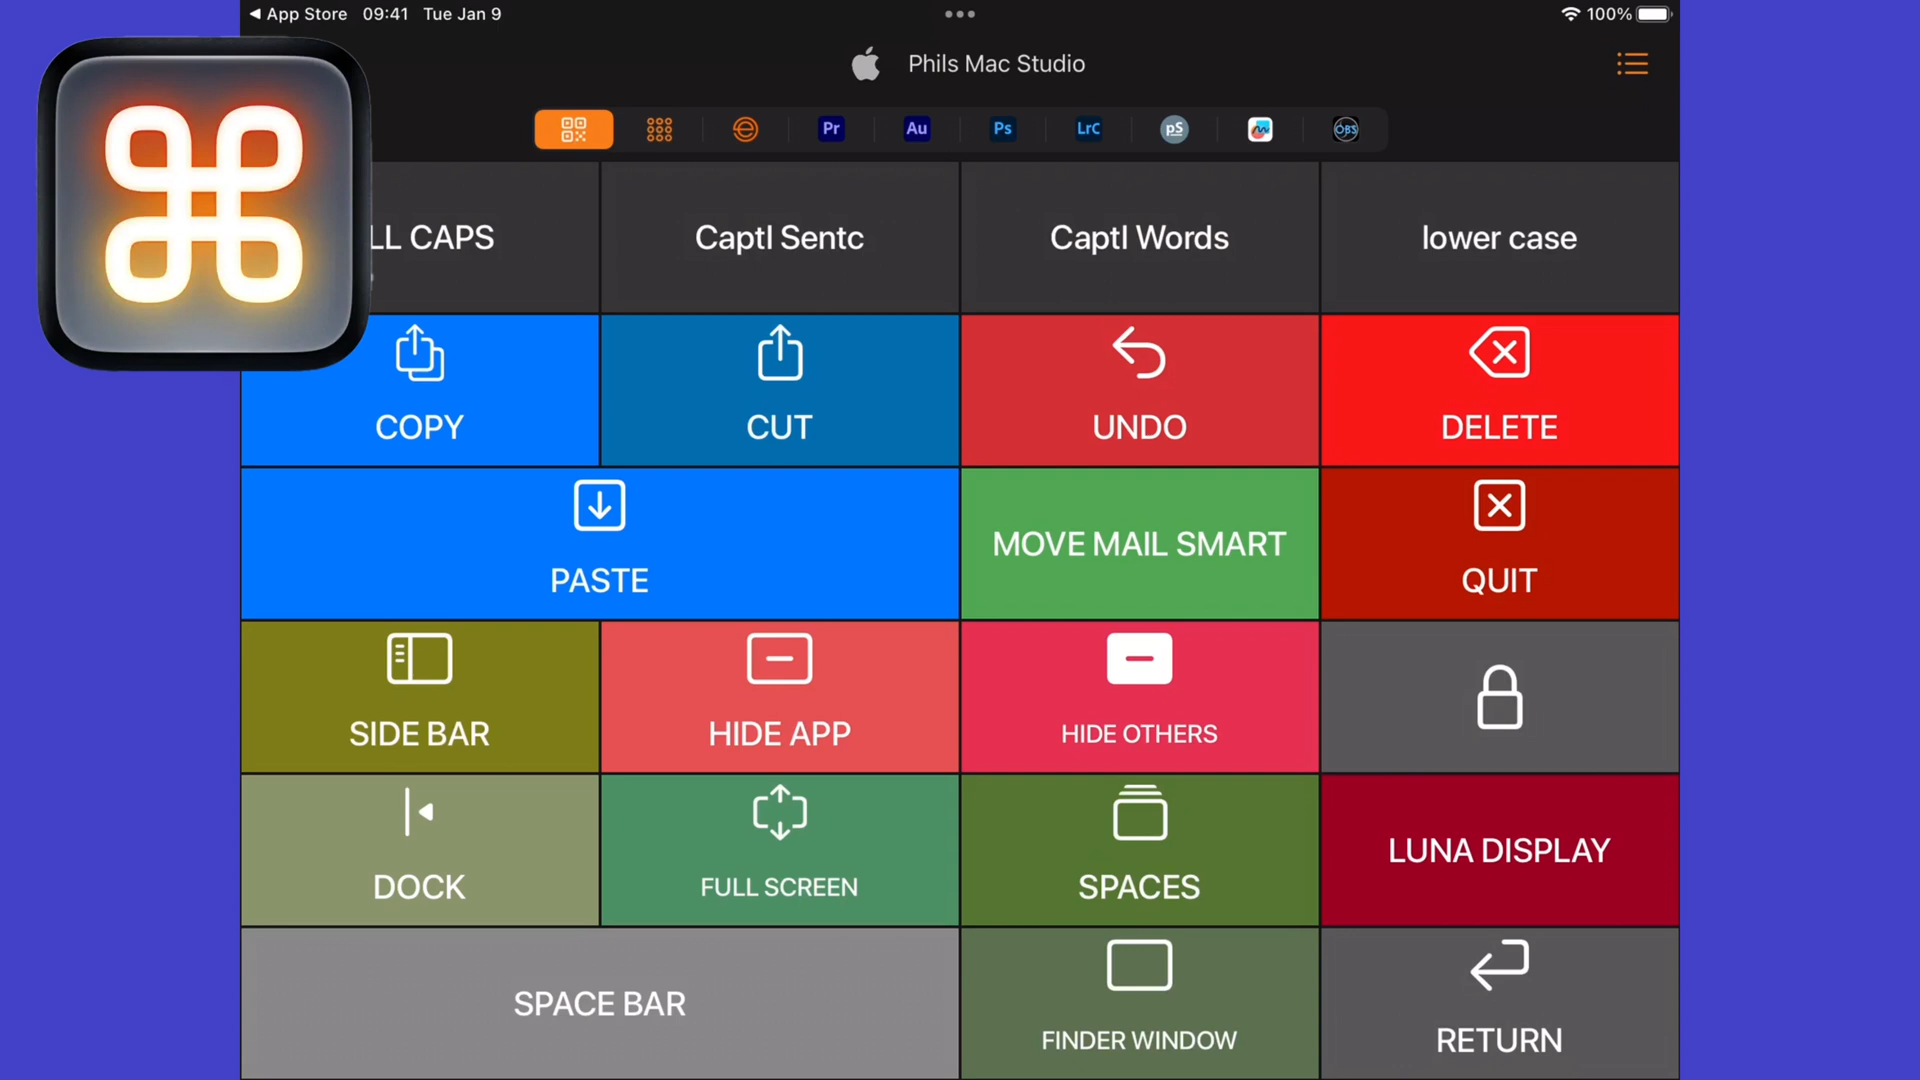 App Store 09:41 Tue Jan 9 100%
Phils Mac Studio
Pr Au Ps LrC pS OBS
LL CAPS Captl Sentc Captl Words lower case
COPY CUT UNDO DELETE
PASTE MOVE MAIL SMART QUIT
SIDE BAR HIDE APP HIDE OTHERS
DOCK FULL SCREEN SPACES LUNA DISPLAY
SPACE BAR FINDER WINDOW RETURN